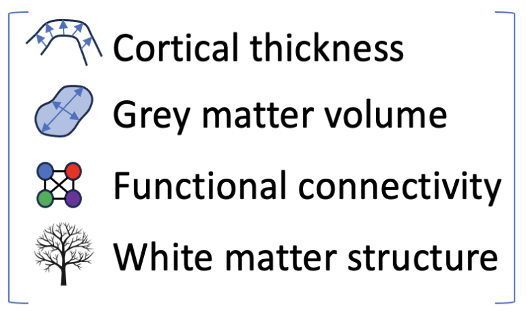 Cortical thickness
Grey matter volume
Functional connectivity
White matter structure